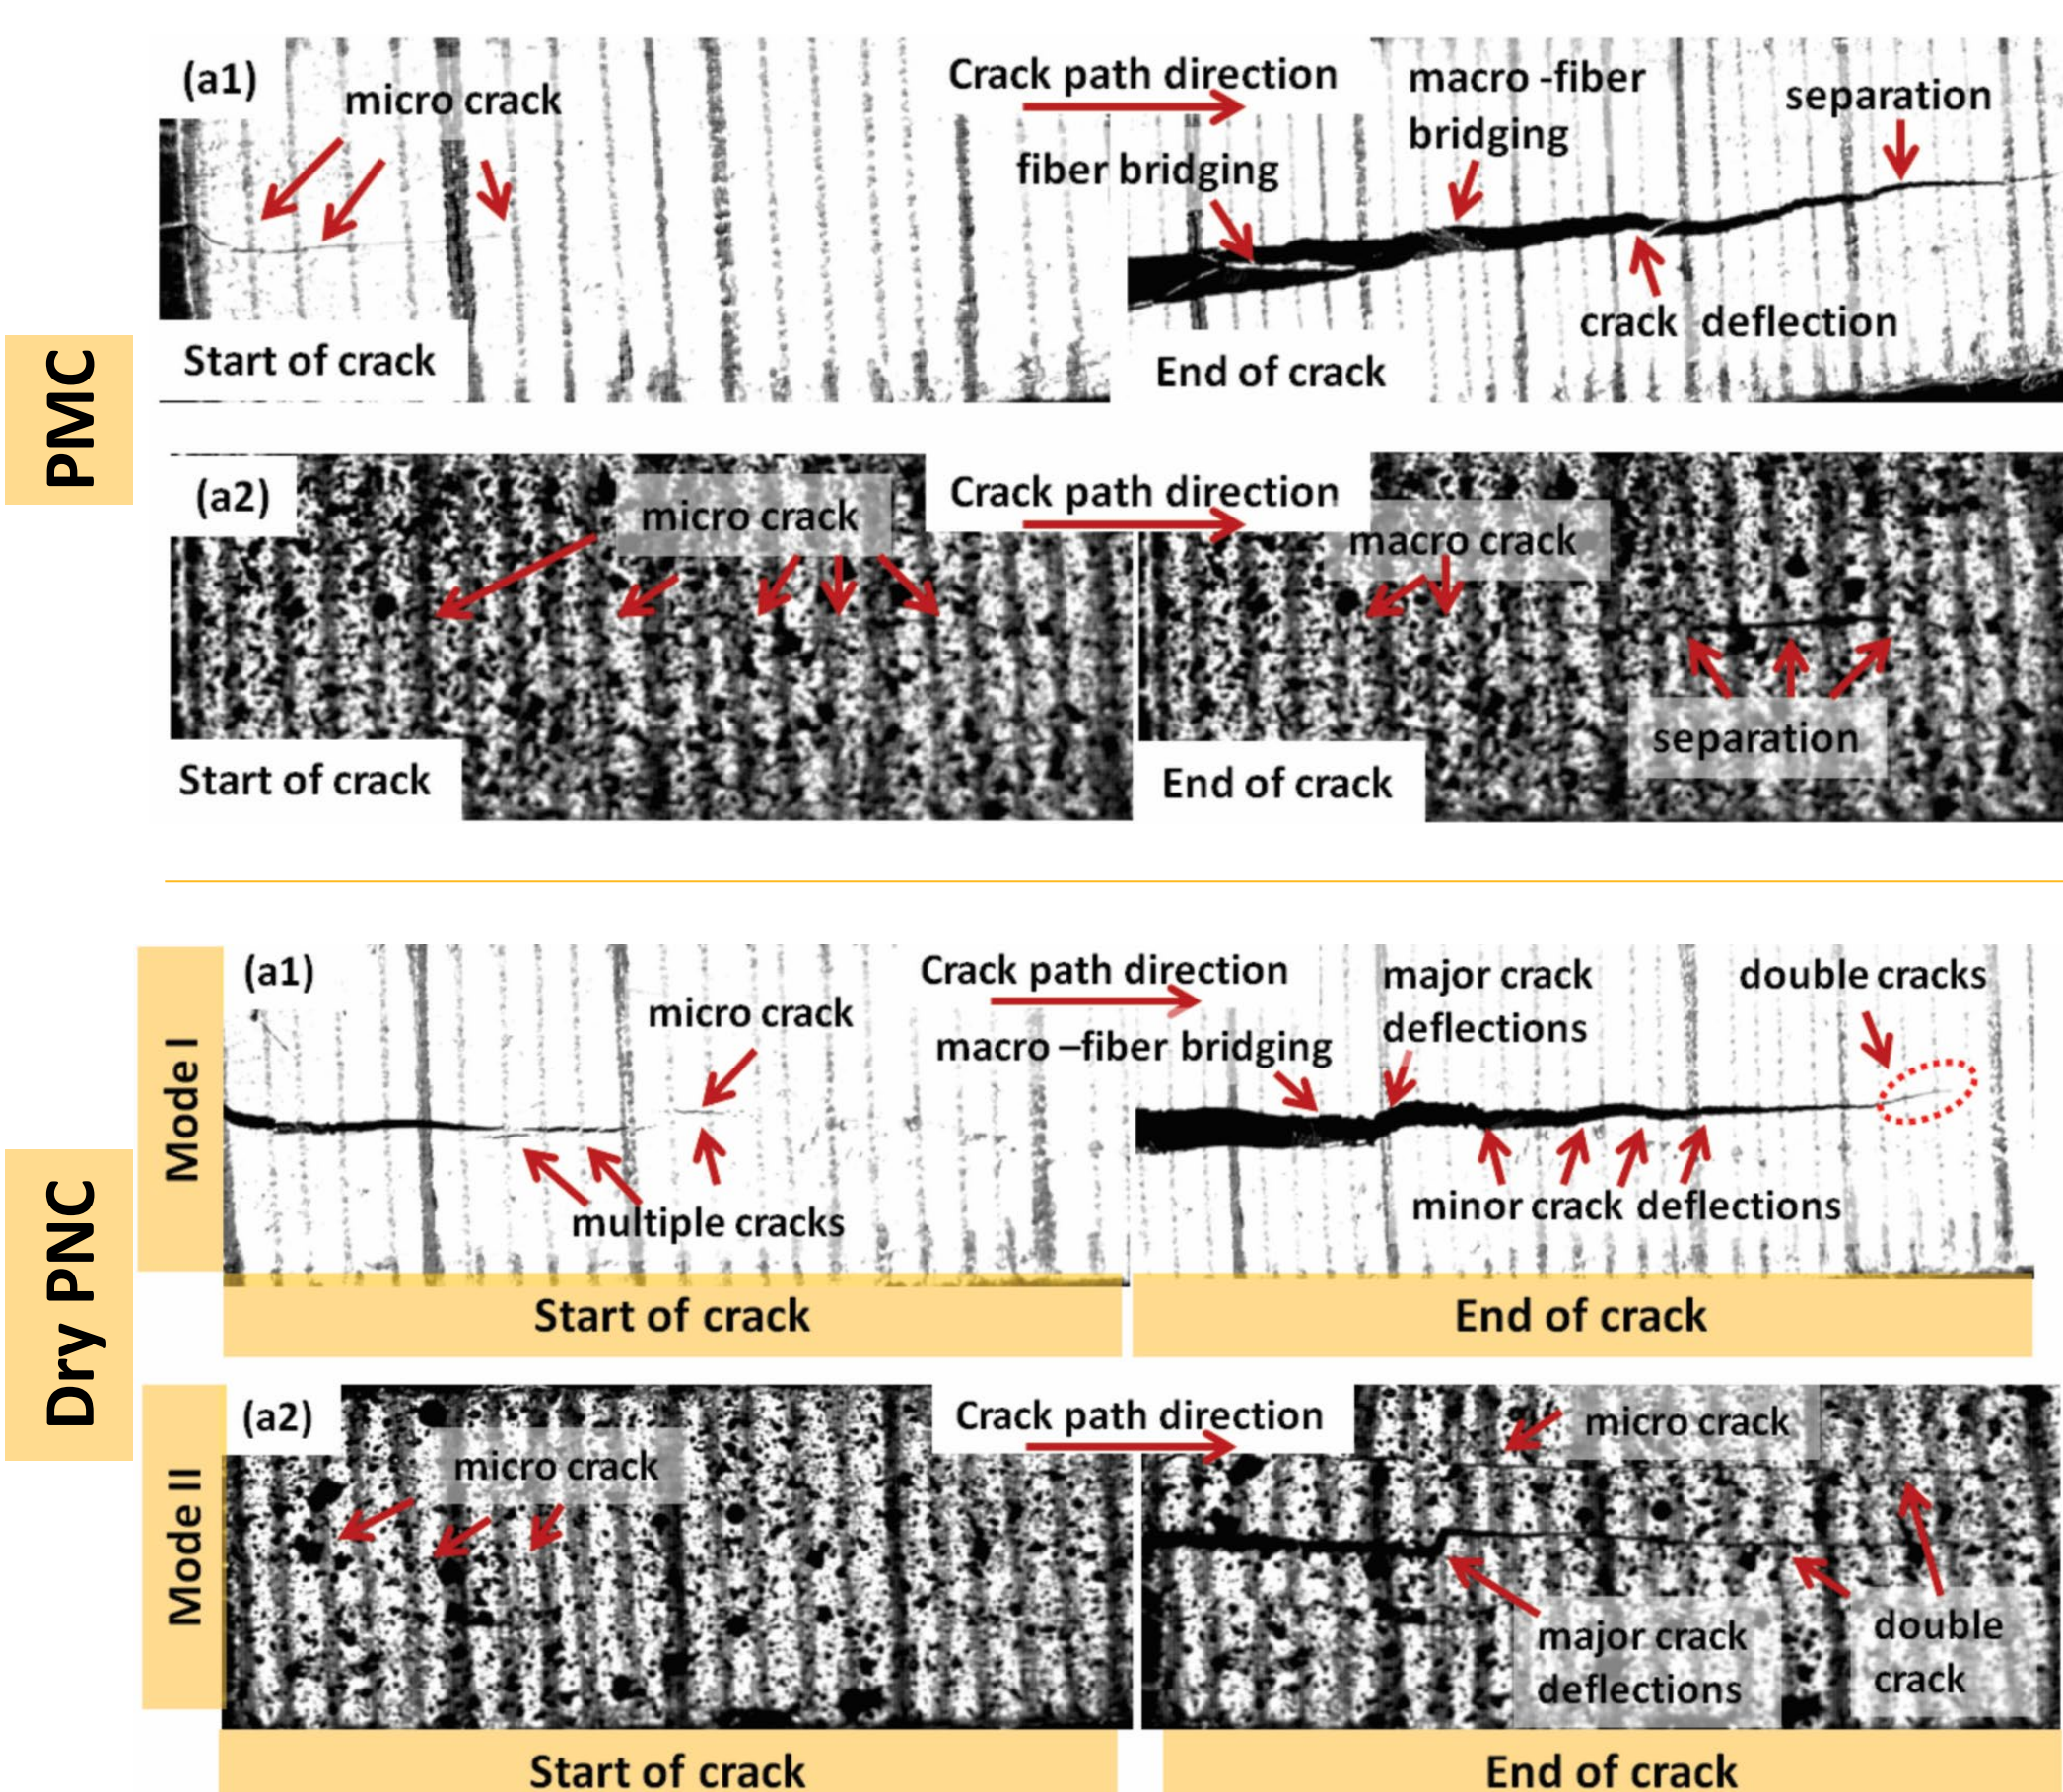 PMC
(a1)
micro crack
Crack path direction
macro -fiber
bridging
separation
fiber bridging
crack deflection
Start of crack
End of crack
(a2)
micro crack
Crack path direction
macro crack
separation
Start of crack
End of crack
Dry PNC
Mode I
(a1)
micro crack
Crack path direction
macro –fiber bridging
major crack
deflections
double cracks
multiple cracks
minor crack deflections
Start of crack
End of crack
Mode II
(a2)
micro crack
Crack path direction
micro crack
major crack
deflections
double
crack
Start of crack
End of crack